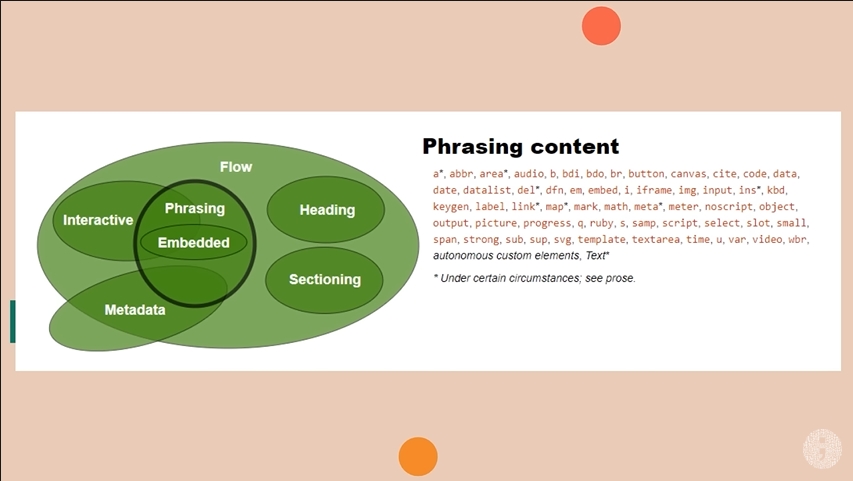 Flow
Interactive
Phrasing
Embedded
Heading
Sectioning
Metadata
Phrasing content
a*, abbr, area*, audio, b, bdi, bdo, br, button, canvas, cite, code, data,
date, datalist, del*, dfn, em, embed, i, iframe, img, input, ins*, kbd,
keygen, label, link*, map*, mark, math, meta*, meter, noscript, object,
output, picture, progress, q, ruby, s, samp, script, select, slot, small,
span, strong, sub, sup, svg, template, textarea, time, u, var, video, wbr,
autonomous custom elements, Text*
* Under certain circumstances; see prose.